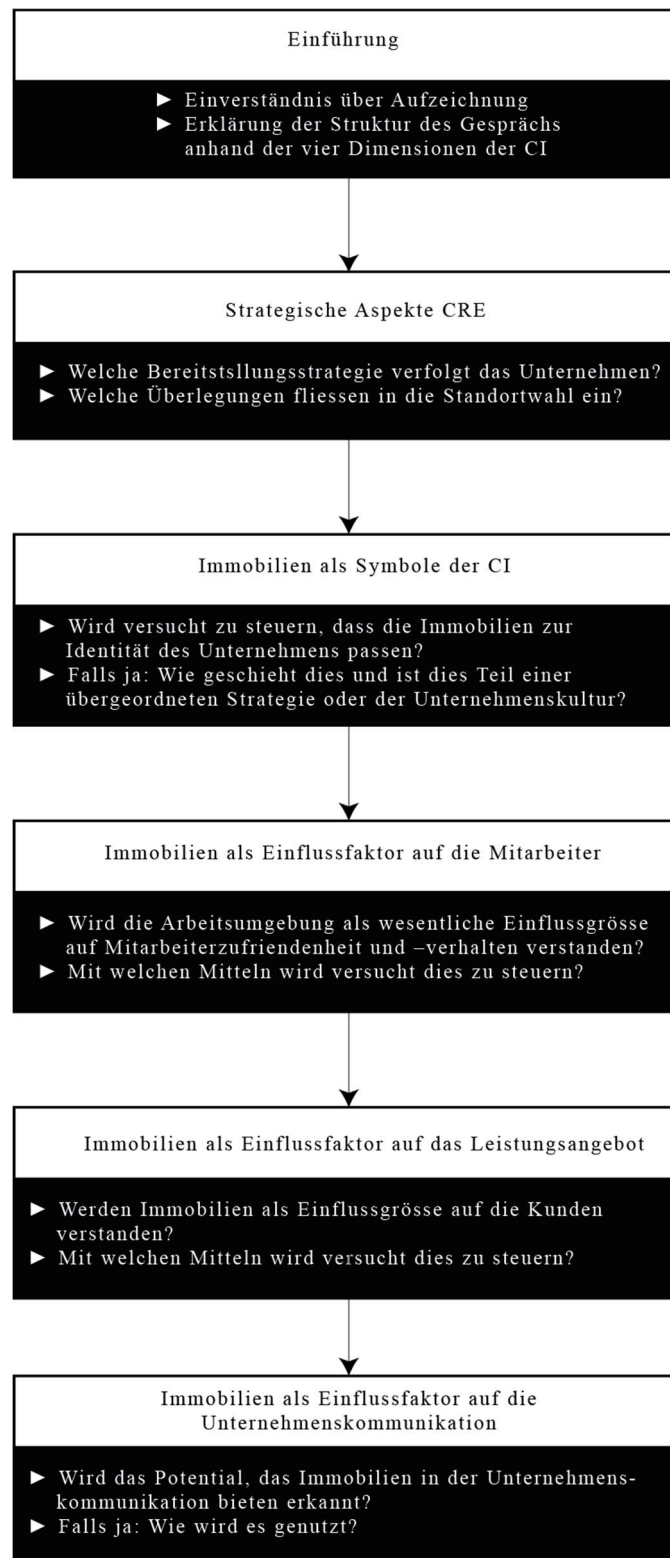 Einführung
► Einverständnis über Aufzeichnung
► Erklärung der Struktur des Gesprächs
anhand der vier Dimensionen der CI
Strategische Aspekte CRE
► Welche Bereitstsllungsstrategie verfolgt das Unternehmen?
► Welche Überlegungen fliessen in die Standortwahl ein?
Immobilien als Symbole der CI
► Wird versucht zu steuern, dass die Immobilien zur
Identität des Unternehmens passen?
► Falls ja: Wie geschieht dies und ist dies Teil einer
übergeordneten Strategie oder der Unternehmenskultur?
Immobilien als Einflussfaktor auf die Mitarbeiter
► Wird die Arbeitsumgebung als wesentliche Einflussgrösse
auf Mitarbeiterzufriendenheit und –verhalten verstanden?
► Mit welchen Mitteln wird versucht dies zu steuern?
Immobilien als Einflussfaktor auf das Leistungsangebot
► Werden Immobilien als Einflussgrösse auf die Kunden
verstanden?
► Mit welchen Mitteln wird versucht dies zu steuern?
Immobilien als Einflussfaktor auf die
Unternehmenskommunikation
► Wird das Potential, das Immobilien in der Unternehmens-
kommunikation bieten erkannt?
► Falls ja: Wie wird es genutzt?